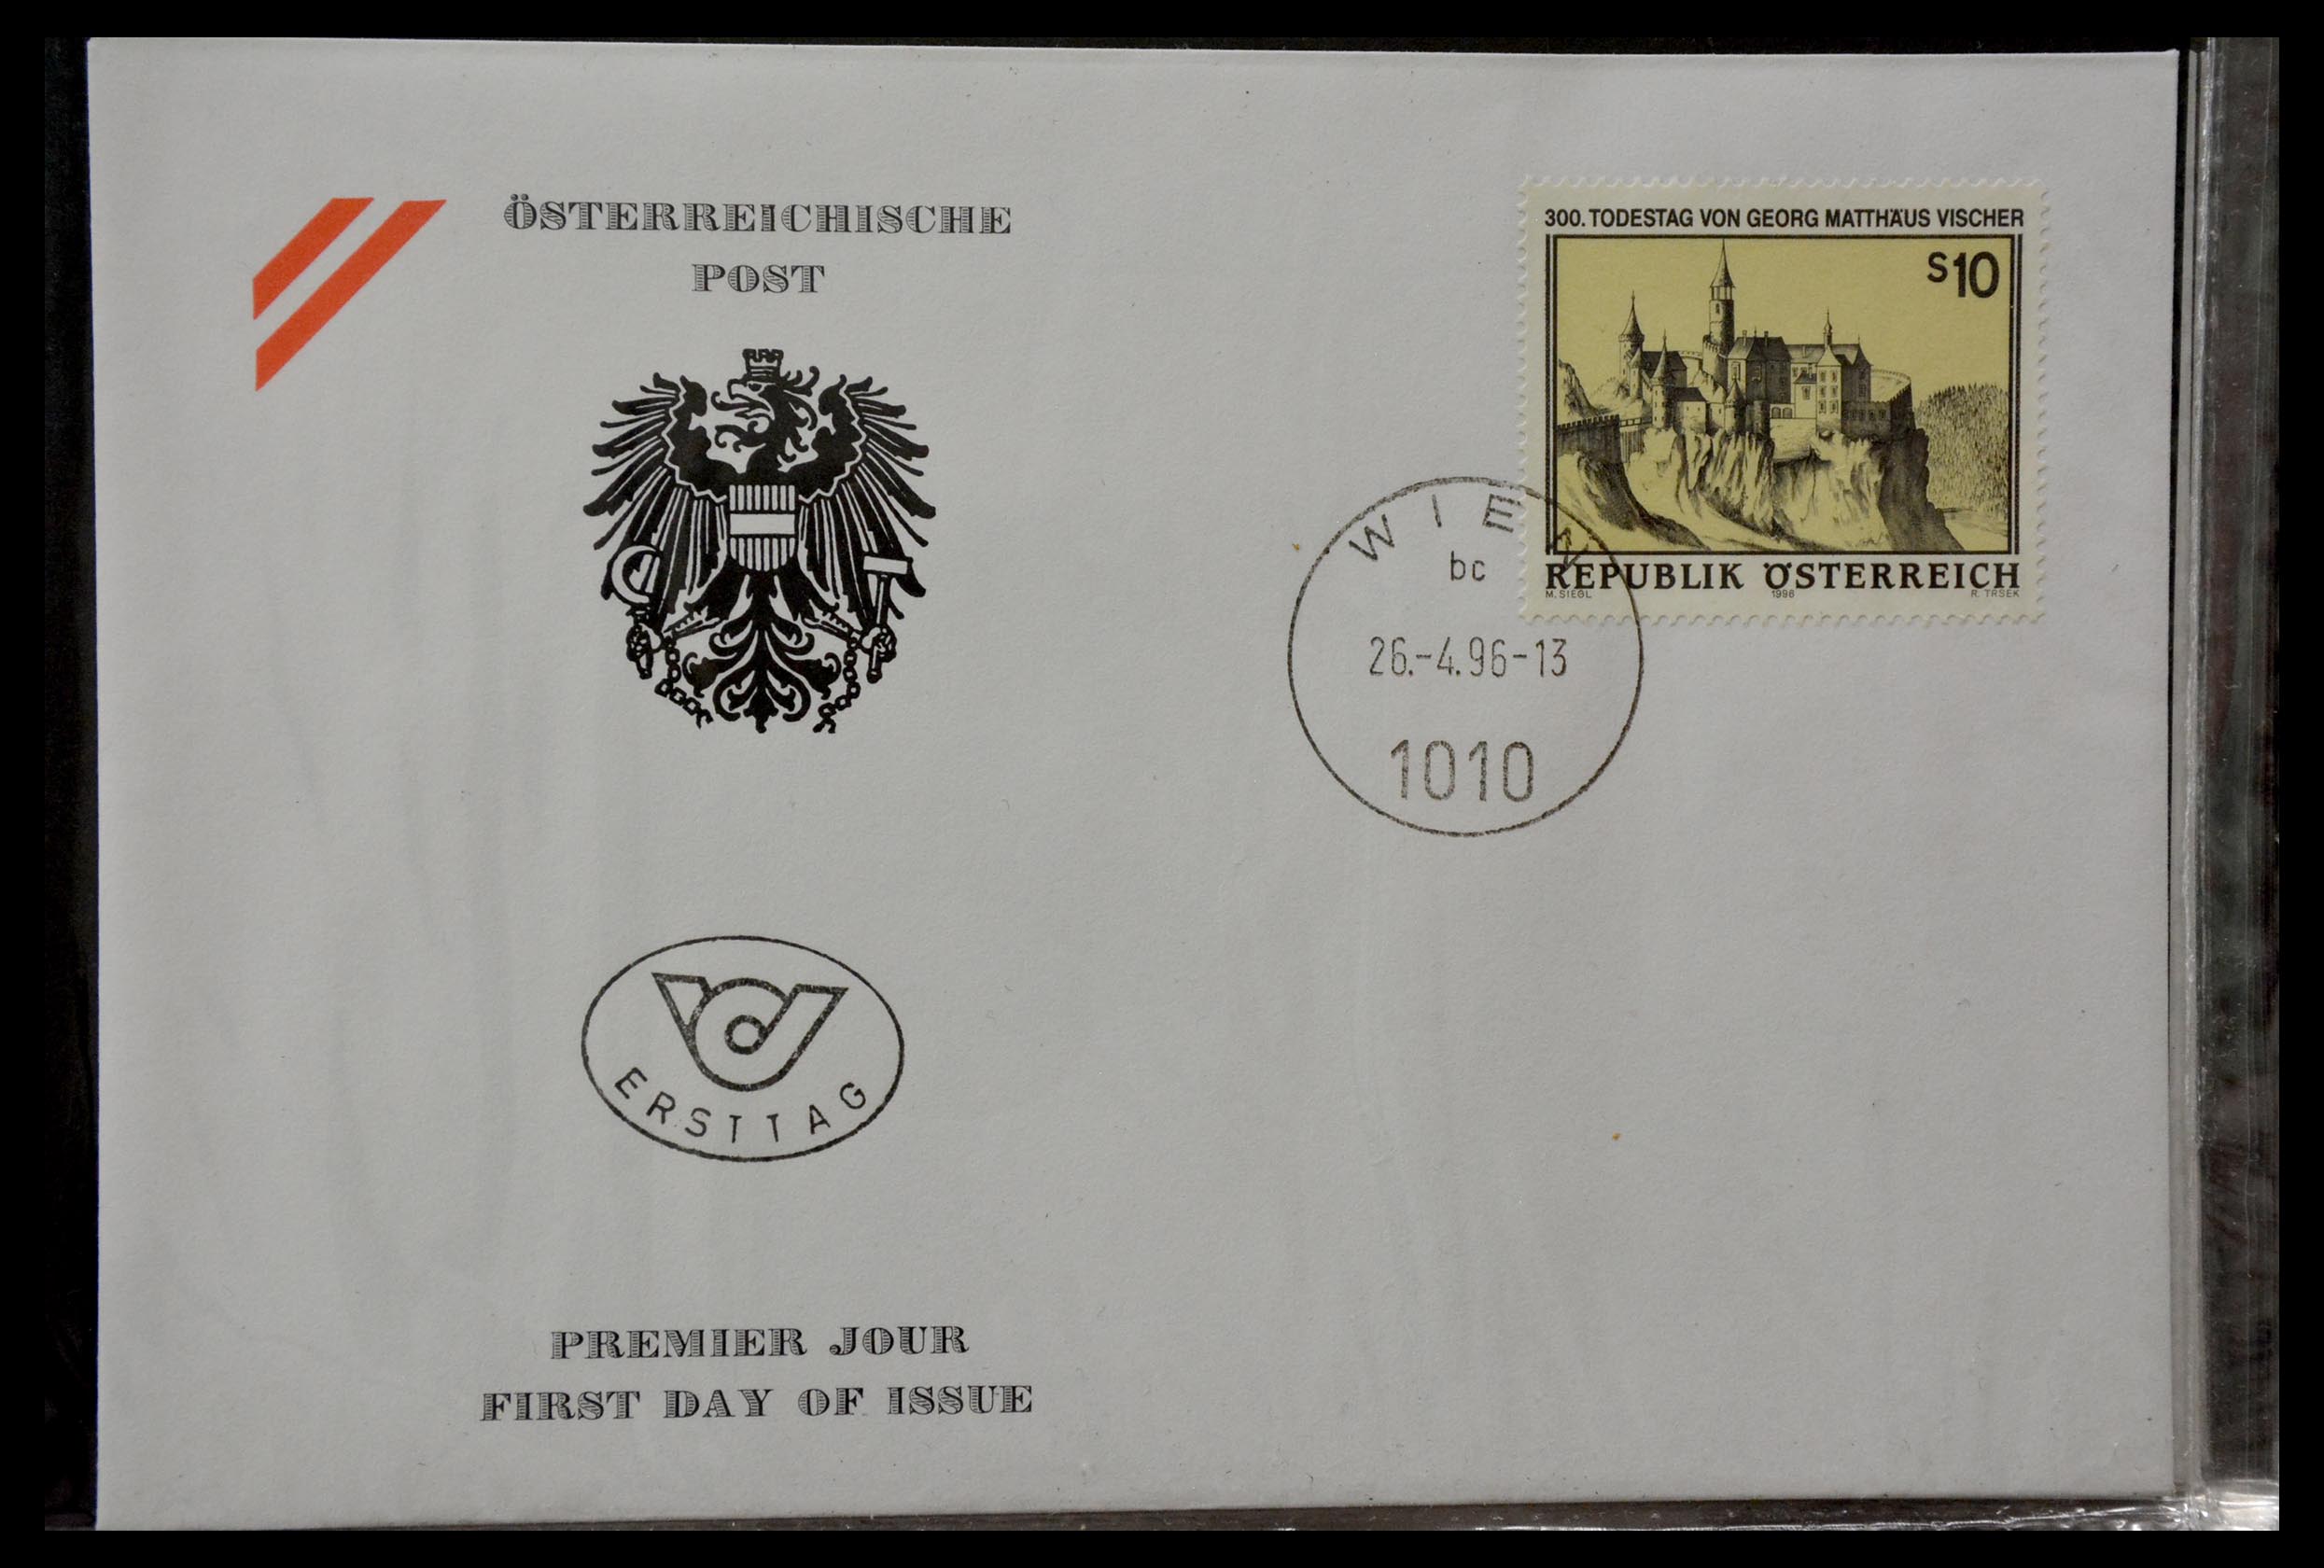 ÖSTERREICHISCHE
POST
300. TODESTAG VON GEORG MATTHÄUS VISCHER
S10
REPUBLIK ÖSTERREICH
M. SIEGL 1996 R. TRSEK
WIEN
bc
26.-4.96-13
1010
ERSTTAG
PREMIER JOUR
FIRST DAY OF ISSUE